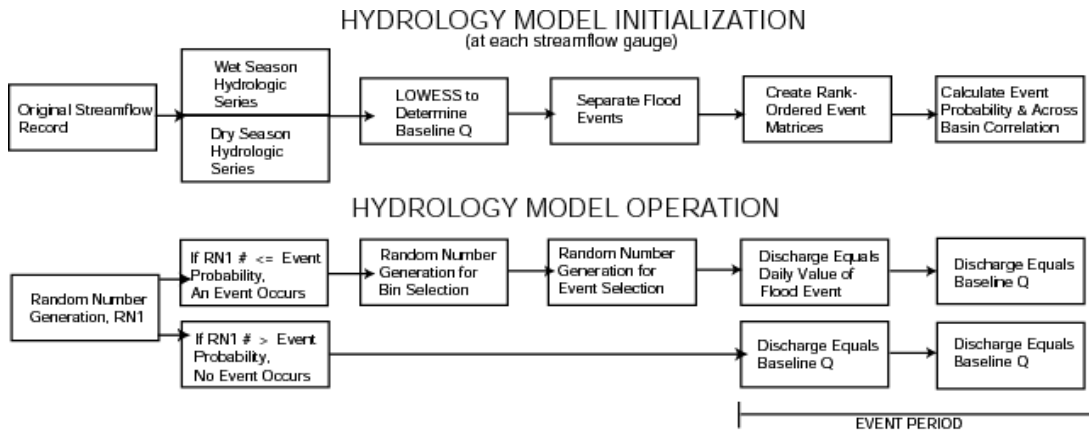 HYDROLOGY MODEL INITIALIZATION
(at each streamflow gauge)
Original Streamflow
Record
Wet Season
Hydrologic
Series
Dry Season
Hydrologic
Series
LOWESS to
Determine
Baseline Q
Separate Flood
Events
Create Rank-
Ordered Event
Matrices
Calculate Event
Probability & Across
Basin Correlation
HYDROLOGY MODEL OPERATION
Random Number
Generation, RN1
If RN1 # <= Event
Probability,
An Event Occurs
Random Number
Generation for
Bin Selection
Random Number
Generation for
Event Selection
Discharge Equals
Daily Value of
Flood Event
Discharge Equals
Baseline Q
If RN1 # > Event
Probability,
No Event Occurs
Discharge Equals
Baseline Q
Discharge Equals
Baseline Q
EVENT PERIOD